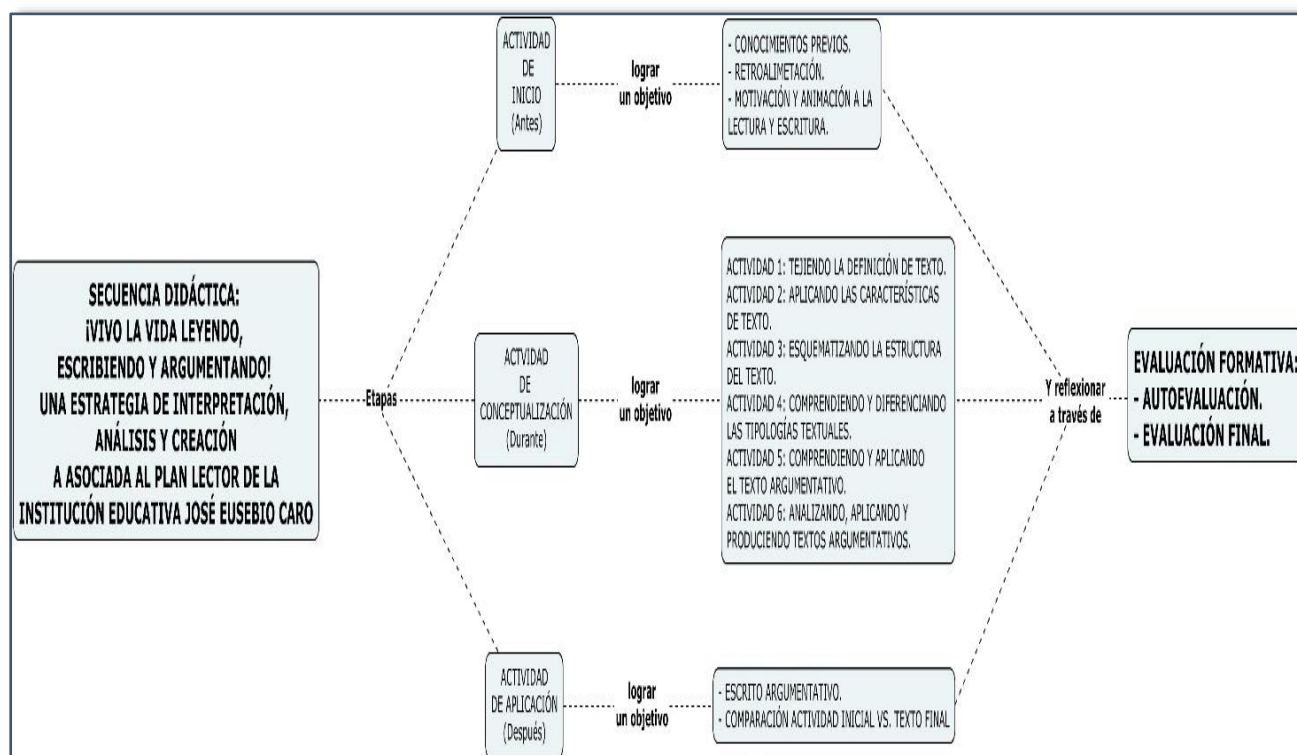 SECUENCIA DIDÁCTICA:
¡VIVO LA VIDA LEYENDO,
ESCRIBIENDO Y ARGUMENTANDO!
UNA ESTRATEGIA DE INTERPRETACIÓN,
ANÁLISIS Y CREACIÓN
A ASOCIADA AL PLAN LECTOR DE LA
INSTITUCIÓN EDUCATIVA JOSÉ EUSEBIO CARO
Etapas
ACTIVIDAD
DE
INICIO
(Antes)
lograr
un objetivo
- CONOCIMIENTOS PREVIOS.
- RETROALIMETACIÓN.
- MOTIVACIÓN Y ANIMACIÓN A LA
LECTURA Y ESCRITURA.
ACTVIDAD
DE
CONCEPTUALIZACIÓN
(Durante)
lograr
un objetivo
ACTIVIDAD 1: TEJIENDO LA DEFINICIÓN DE TEXTO.
ACTIVIDAD 2: APLICANDO LAS CARACTERÍSTICAS
DE TEXTO.
ACTIVIDAD 3: ESQUEMATIZANDO LA ESTRUCTURA
DEL TEXTO.
ACTIVIDAD 4: COMPRENDIENDO Y DIFERENCIANDO
LAS TIPOLOGÍAS TEXTUALES.
ACTIVIDAD 5: COMPRENDIENDO Y APLICANDO
EL TEXTO ARGUMENTATIVO.
ACTIVIDAD 6: ANALIZANDO, APLICANDO Y
PRODUCIENDO TEXTOS ARGUMENTATIVOS.
ACTIVIDAD
DE APLICACIÓN
(Después)
lograr
un objetivo
- ESCRITO ARGUMENTATIVO.
- COMPARACIÓN ACTIVIDAD INICIAL VS. TEXTO FINAL
Y reflexionar
a través de
EVALUACIÓN FORMATIVA:
- AUTOEVALUACIÓN.
- EVALUACIÓN FINAL.